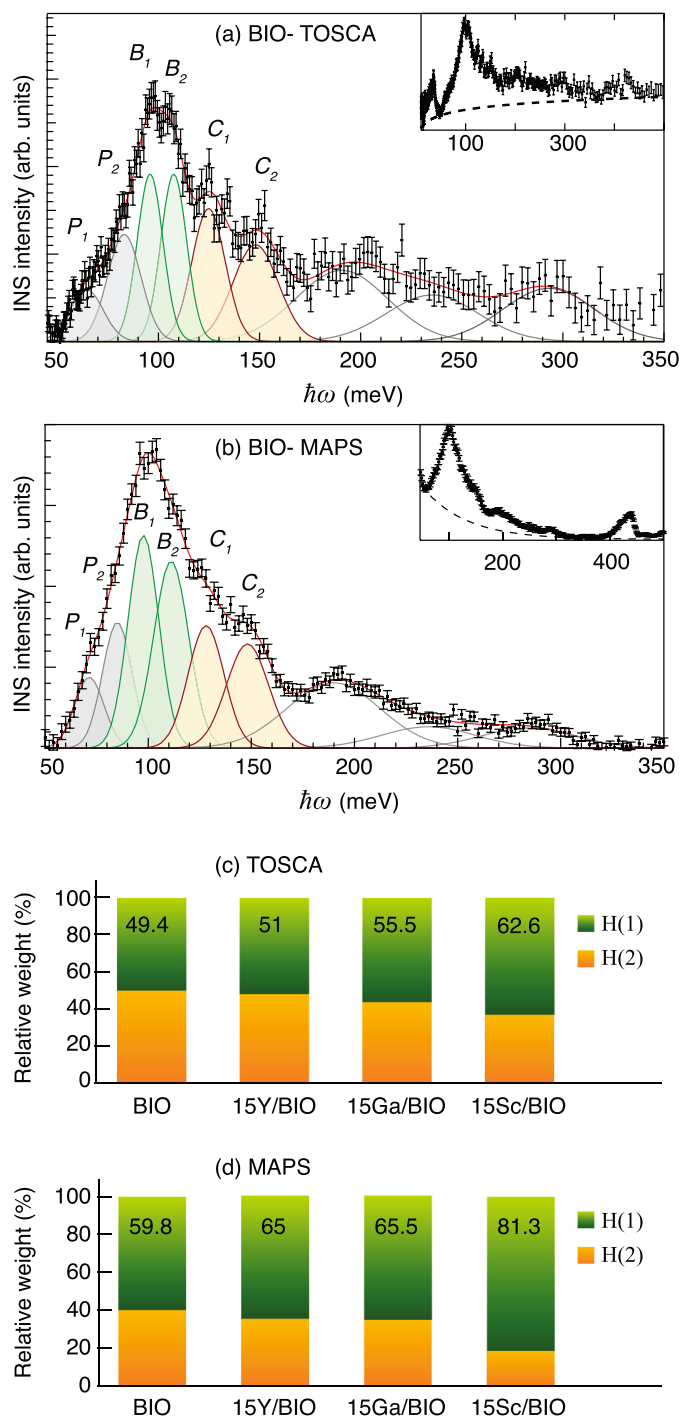 (a) BIO- TOSCA
INS intensity (arb. units)
P1
P2
B1
B2
C1
C2
100 300
50 100 150 200 250 300 350
ħω (meV)
(b) BIO- MAPS
INS intensity (arb. units)
P1
P2
B1
B2
C1
C2
200 400
50 100 150 200 250 300 350
ħω (meV)
(c) TOSCA
Relative weight (%)
100
80
60
40
20
0
49.4 51 55.5 62.6
H(1)
H(2)
BIO 15Y/BIO 15Ga/BIO 15Sc/BIO
(d) MAPS
Relative weight (%)
100
80
60
40
20
0
59.8 65 65.5 81.3
H(1)
H(2)
BIO 15Y/BIO 15Ga/BIO 15Sc/BIO